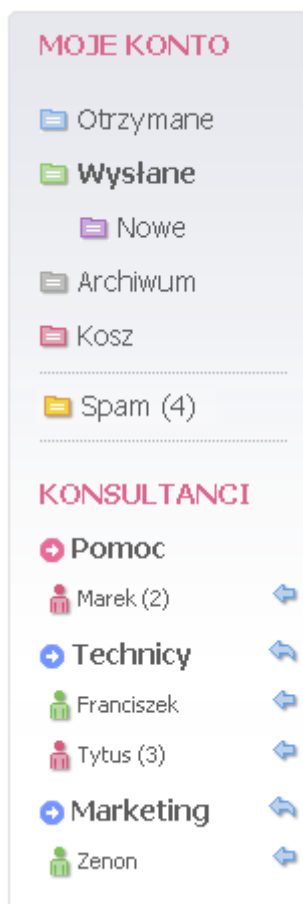 MOJE KONTO
Otrzymane
Wysłane
Nowe
Archiwum
Kosz
Spam (4)
KONSULTANCI
Pomoc
Marek (2)
Technicy
Franciszek
Tytus (3)
Marketing
Zenon